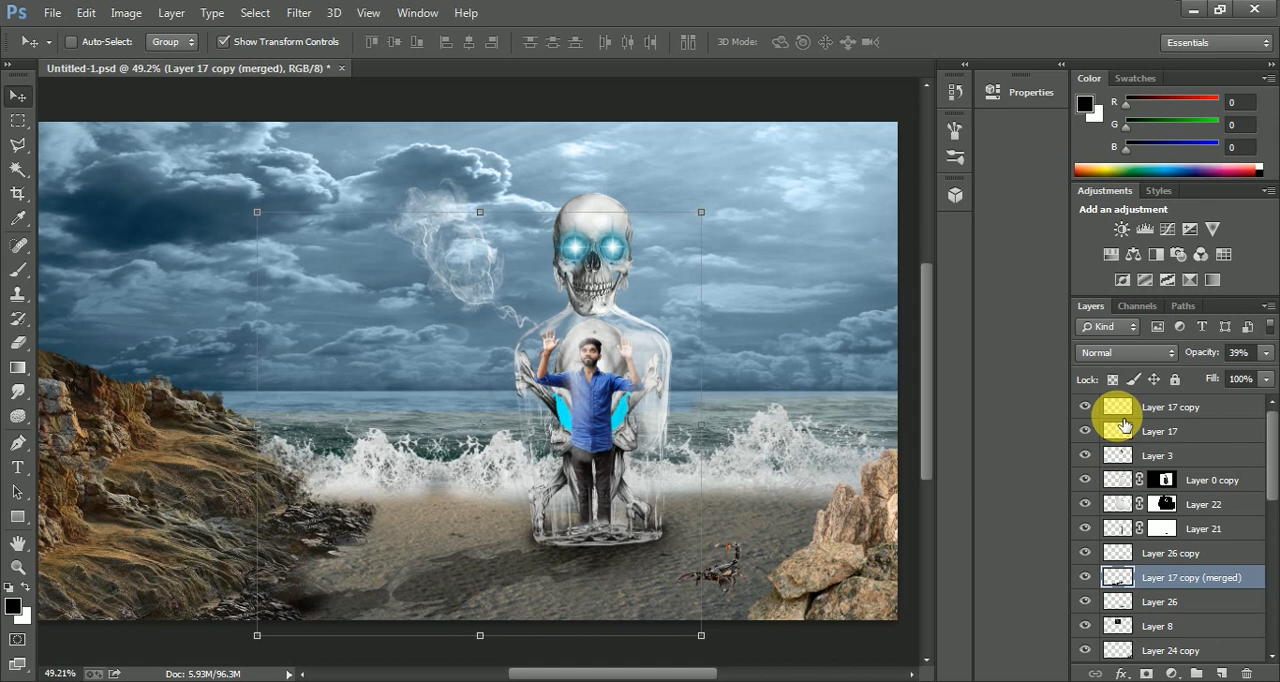 Ps File Edit Image Layer Type Select Filter 3D View Window Help
Auto-Select: Group Show Transform Controls 3D Mode: Essentials
Untitled-1.psd @ 49.2% (Layer 17 copy (merged), RGB/8) * ×
Properties
Color Swatches
R 0
G 0
B 0
Adjustments Styles
Add an adjustment
Layers Channels Paths
Kind
Normal Opacity: 39%
Lock: Fill: 100%
Layer 17 copy
Layer 17
Layer 3
Layer 0 copy
Layer 22
Layer 21
Layer 26 copy
Layer 17 copy (merged)
Layer 26
Layer 8
Layer 24 copy
49.21% Doc: 5.93M/96.3M